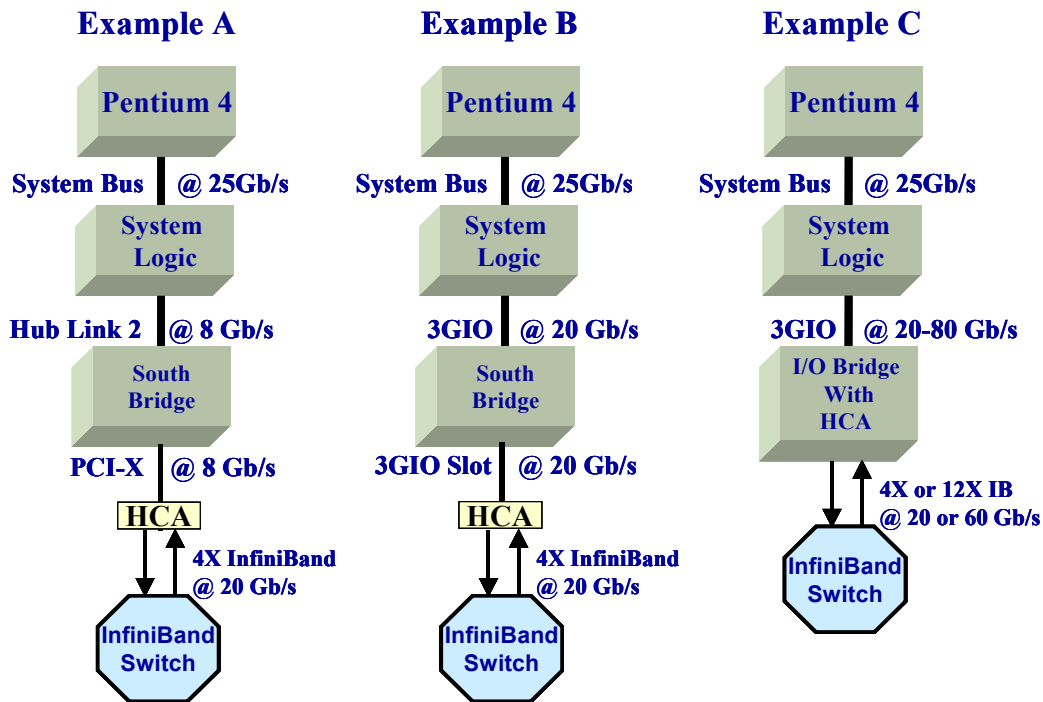 Example A
Pentium 4
System Bus @ 25Gb/s
System
Logic
Hub Link 2 @ 8 Gb/s
South
Bridge
PCI-X @ 8 Gb/s
HCA
4X InfiniBand
@ 20 Gb/s
InfiniBand
Switch
Example B
Pentium 4
System Bus @ 25Gb/s
System
Logic
3GIO @ 20 Gb/s
South
Bridge
3GIO Slot @ 20 Gb/s
HCA
4X InfiniBand
@ 20 Gb/s
InfiniBand
Switch
Example C
Pentium 4
System Bus @ 25Gb/s
System
Logic
3GIO @ 20-80 Gb/s
I/O Bridge
With
HCA
4X or 12X IB
@ 20 or 60 Gb/s
InfiniBand
Switch